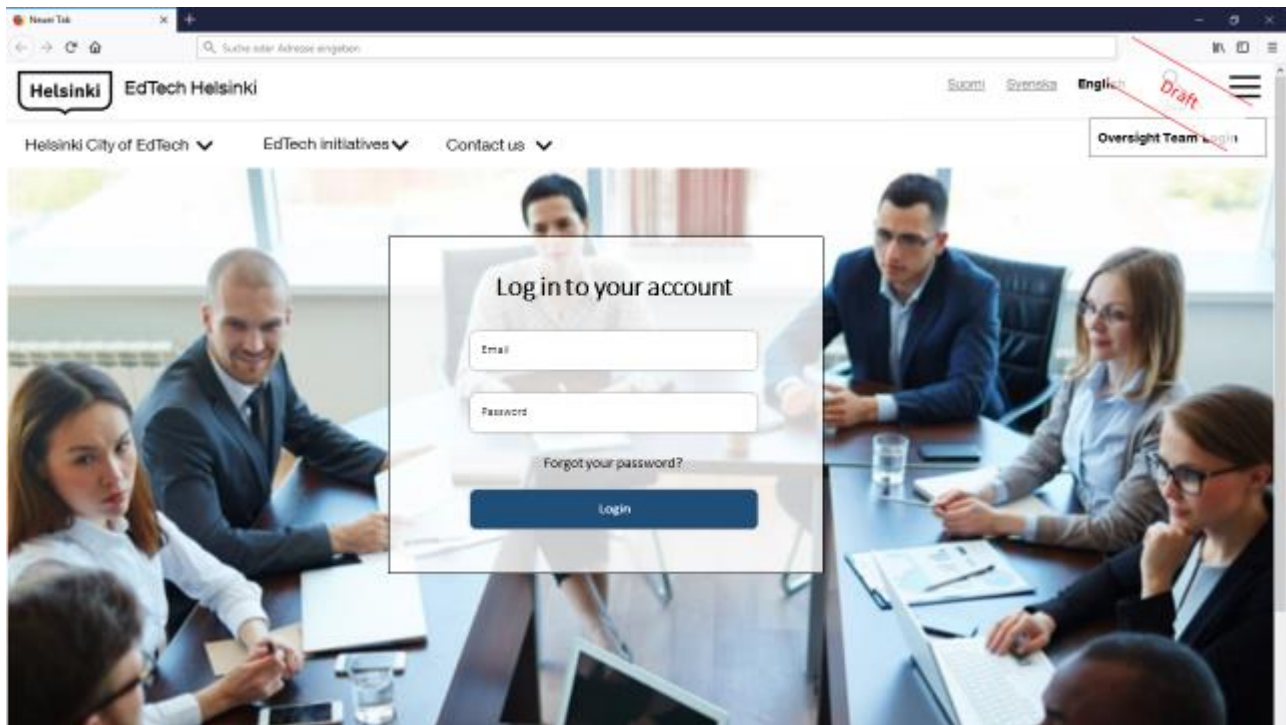 Neuer Tab
Suche oder Adresse eingeben
Helsinki
EdTech Helsinki
Suomi Svenska English
Draft
Helsinki City of EdTech EdTech initiatives Contact us
Oversight Team Login
Log in to your account
Email
Password
Forgot your password?
Login